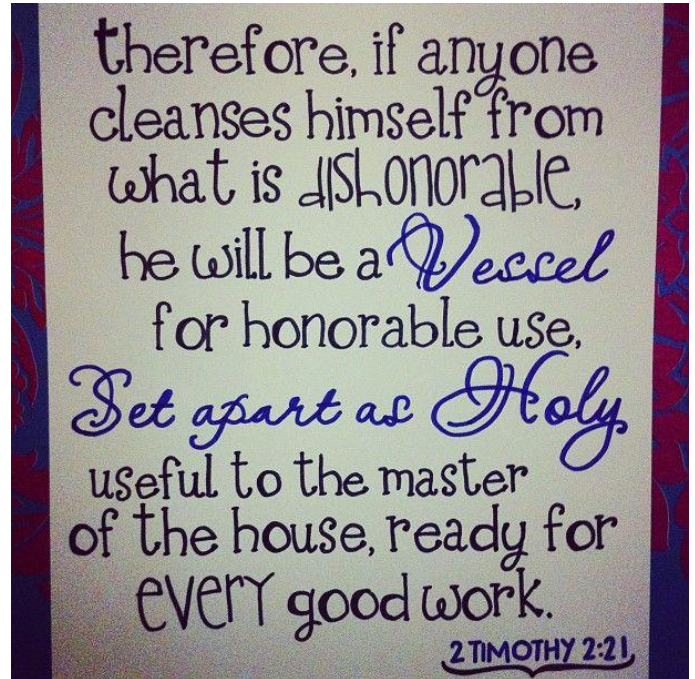 therefore, if anyone
cleanses himself from
what is dishonorable,
he will be a Vessel
for honorable use,
Set apart as Holy
useful to the master
of the house, ready for
EVERY good work.
2 TIMOTHY 2:21